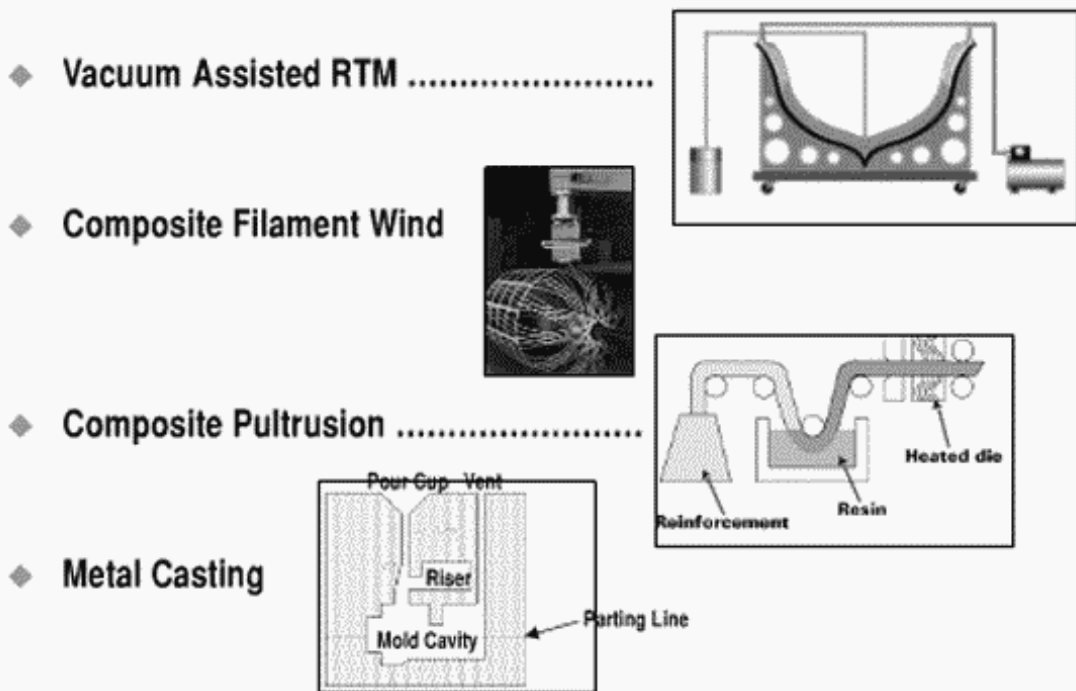 Vacuum Assisted RTM ........................
Composite Filament Wind
Composite Pultrusion ........................
Heated die
Resin
Reinforcement
Pour Cup Vent
Metal Casting
Riser
Parting Line
Mold Cavity